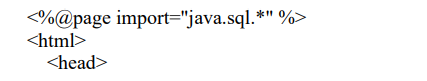 <%@page import="java.sql.*" %>
<html>
<head>